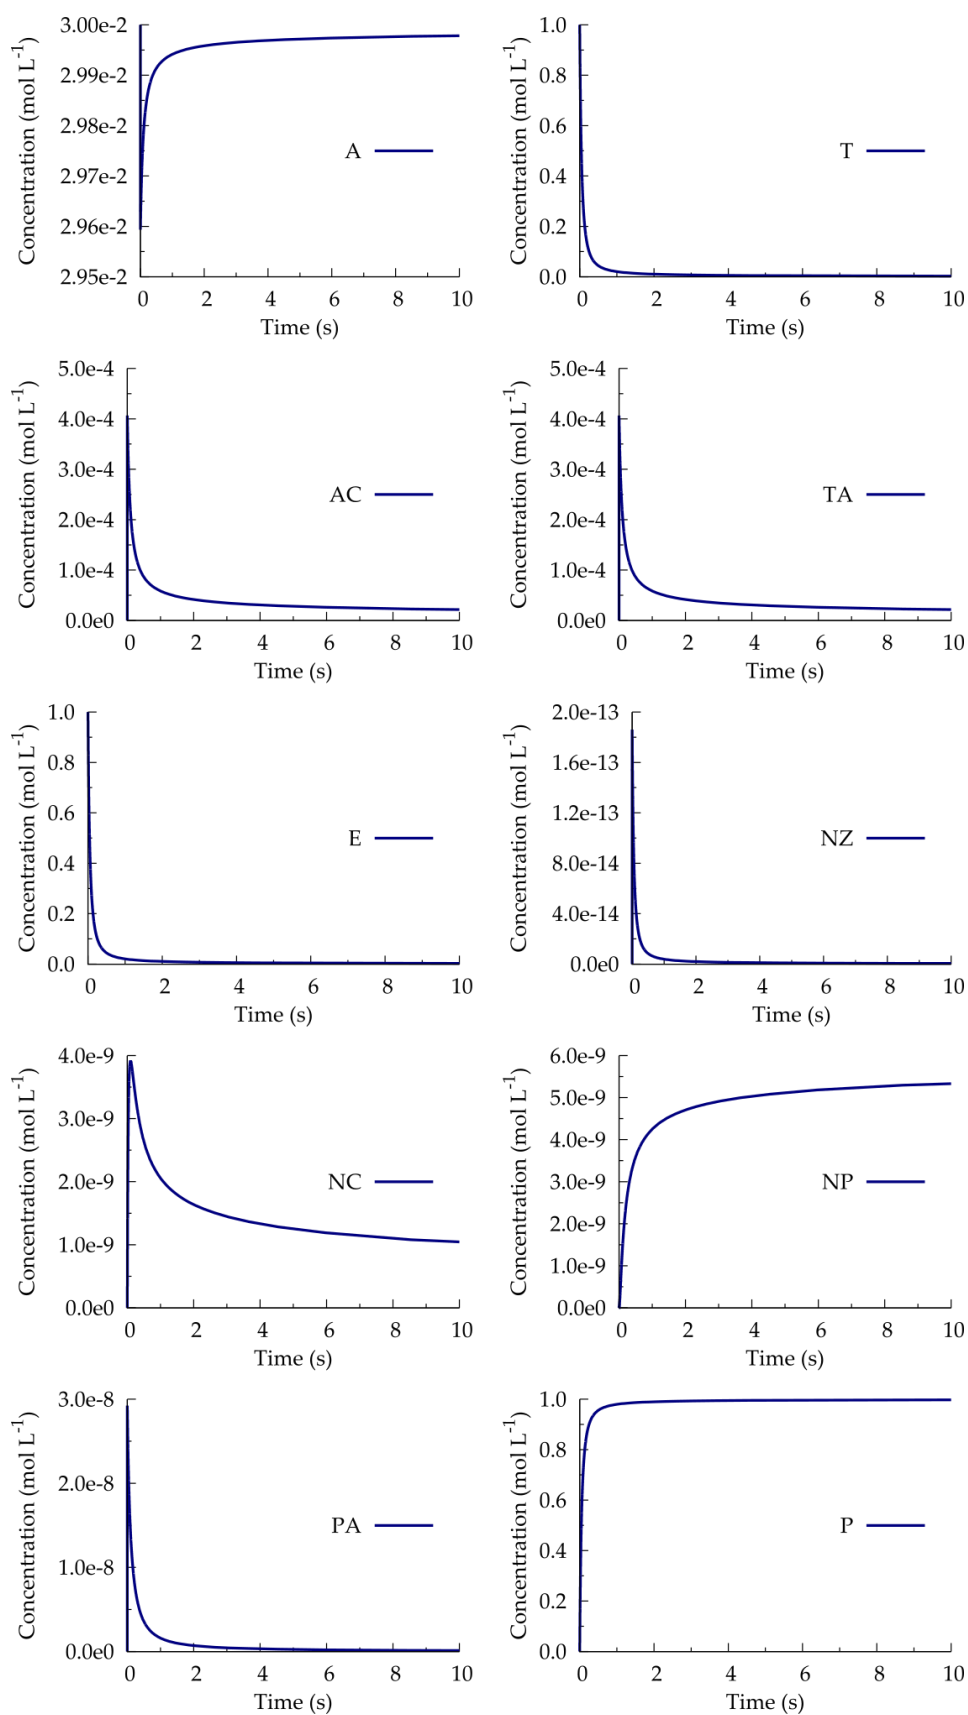 Concentration (mol L⁻¹)
3.00e-2
2.99e-2
2.98e-2
2.97e-2
2.96e-2
2.95e-2
A
0 2 4 6 8 10
Time (s)
Concentration (mol L⁻¹)
1.0
0.8
0.6
0.4
0.2
0.0
T
0 2 4 6 8 10
Time (s)
Concentration (mol L⁻¹)
5.0e-4
4.0e-4
3.0e-4
2.0e-4
1.0e-4
0.0e0
AC
0 2 4 6 8 10
Time (s)
Concentration (mol L⁻¹)
5.0e-4
4.0e-4
3.0e-4
2.0e-4
1.0e-4
0.0e0
TA
0 2 4 6 8 10
Time (s)
Concentration (mol L⁻¹)
1.0
0.8
0.6
0.4
0.2
0.0
E
0 2 4 6 8 10
Time (s)
Concentration (mol L⁻¹)
2.0e-13
1.6e-13
1.2e-13
8.0e-14
4.0e-14
0.0e0
NZ
0 2 4 6 8 10
Time (s)
Concentration (mol L⁻¹)
4.0e-9
3.0e-9
2.0e-9
1.0e-9
0.0e0
NC
0 2 4 6 8 10
Time (s)
Concentration (mol L⁻¹)
6.0e-9
5.0e-9
4.0e-9
3.0e-9
2.0e-9
1.0e-9
0.0e0
NP
0 2 4 6 8 10
Time (s)
Concentration (mol L⁻¹)
3.0e-8
2.0e-8
1.0e-8
0.0e0
PA
0 2 4 6 8 10
Time (s)
Concentration (mol L⁻¹)
1.0
0.8
0.6
0.4
0.2
0.0
P
0 2 4 6 8 10
Time (s)